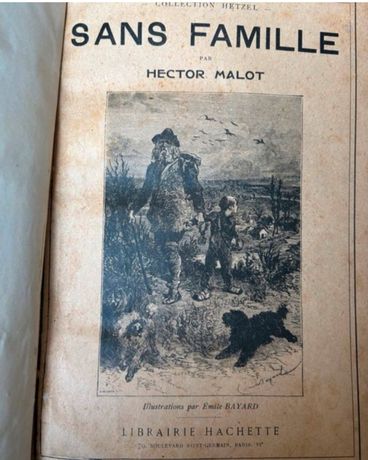 COLLECTION HETZEL
SANS FAMILLE
PAR
HECTOR MALOT
Illustrations par Emile BAYARD
LIBRAIRIE HACHETTE
79, BOULEVARD SAINT-GERMAIN, PARIS. VIᵉ